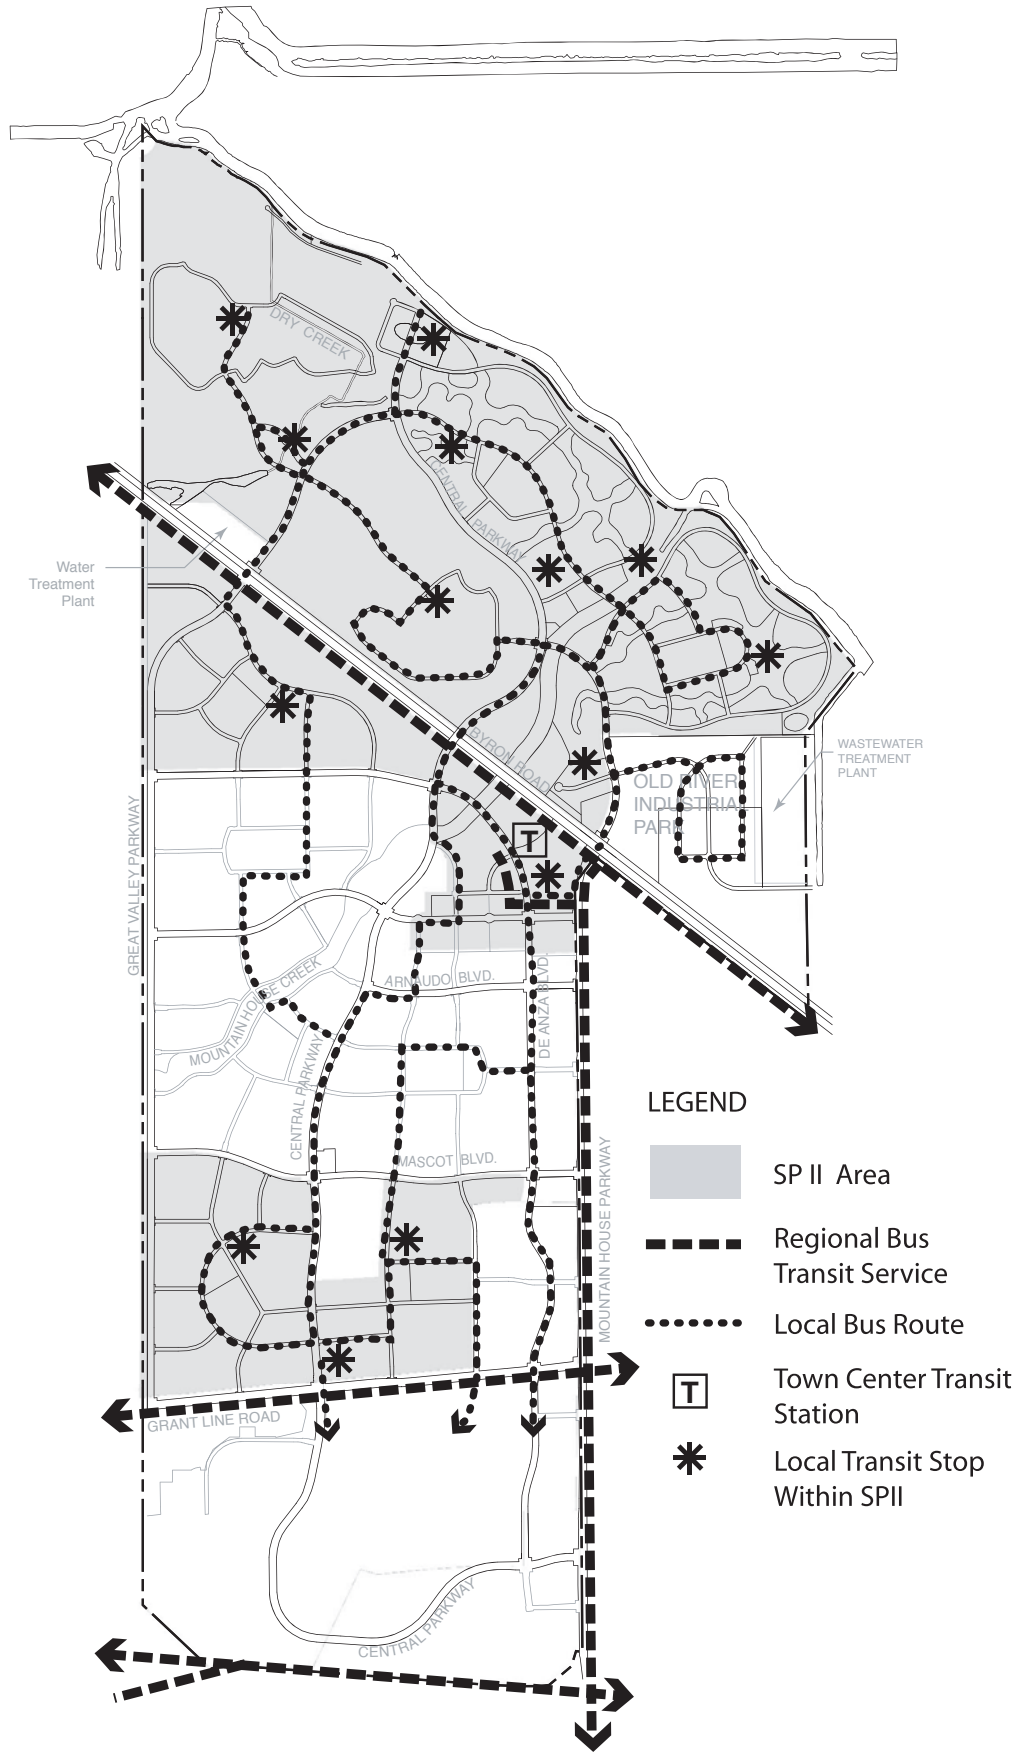 DRY CREEK
CENTRAL PARKWAY
Water
Treatment
Plant
BYRON ROAD
WASTEWATER
TREATMENT
PLANT
OLD RIVER
INDUSTRIAL
PARK
T
GREAT VALLEY PARKWAY
ARNAUDO BLVD.
DE ANZA BLVD.
MOUNTAIN HOUSE CREEK
CENTRAL PARKWAY
MASCOT BLVD.
MOUNTAIN HOUSE PARKWAY
GRANT LINE ROAD
CENTRAL PARKWAY
LEGEND
SP II Area
Regional Bus
Transit Service
Local Bus Route
T
Town Center Transit
Station
Local Transit Stop
Within SPII